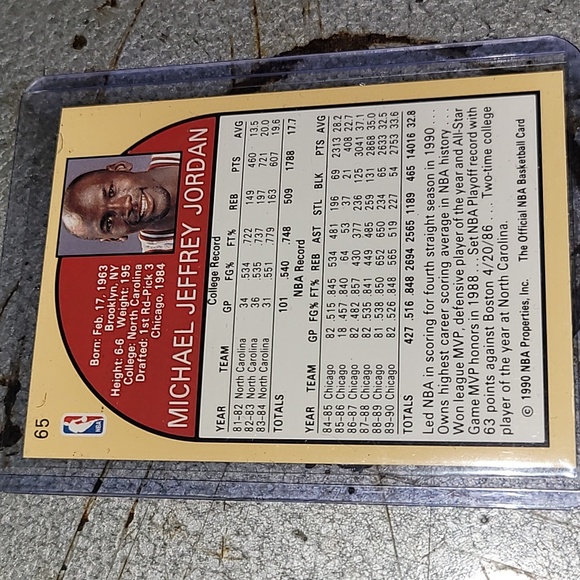 65
NBA
Born: Feb. 17, 1963
Brooklyn, NY
Height: 6-6 Weight: 195
College: North Carolina
Drafted: 1st Rd-Pick 3
Chicago, 1984
MICHAEL JEFFREY JORDAN
College Record
YEAR TEAM GP FG% FT% REB PTS AVG
81-82 North Carolina 34 .534 .722 149 460 13.5
82-83 North Carolina 36 .535 .737 197 721 20.0
83-84 North Carolina 31 .551 .779 163 607 19.6
TOTALS 101 .540 .748 509 1788 17.7
NBA Record
YEAR TEAM GP FG% FT% REB AST STL BLK PTS AVG
84-85 Chicago 82 515 845 534 481 196 69 2313 28.2
85-86 Chicago 18 457 840 64 53 37 21 408 22.7
86-87 Chicago 82 482 857 430 377 236 125 3041 37.1
87-88 Chicago 82 535 841 449 485 259 131 2868 35.0
88-89 Chicago 81 538 850 652 650 234 65 2633 32.5
89-90 Chicago 82 526 848 565 519 227 54 2753 33.6
TOTALS 427 516 848 2694 2565 1189 465 14016 32.8
Led NBA in scoring for fourth straight season in 1990 . . .
Owns highest career scoring average in NBA history . . .
Won league MVP, defensive player of the year and All-Star
Game MVP honors in 1988. . . .Set NBA Playoff record with
63 points against Boston 4/20/86 . . . Two-time college
player of the year at North Carolina.
© 1990 NBA Properties, Inc. The Official NBA Basketball Card